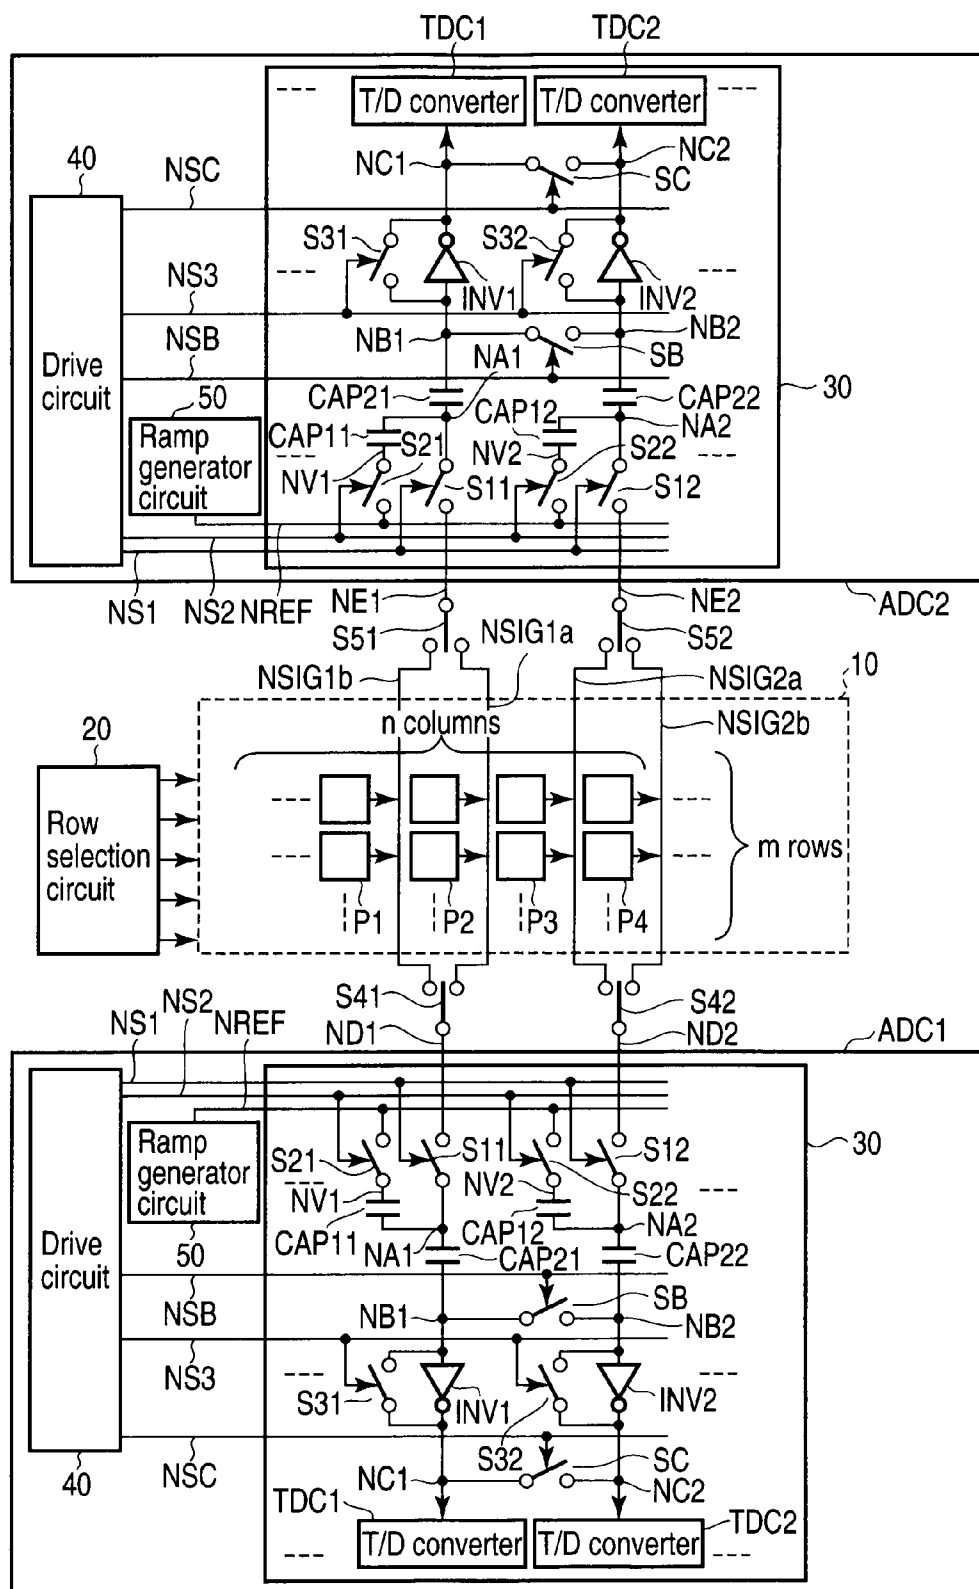 TDC1 TDC2
T/D converter T/D converter
NC1 NC2
40 NSC SC
S31 S32
NS3 INV1 INV2
NSB NB1 NA1 SB NB2
Drive circuit
50 CAP21 CAP12 CAP22 30
Ramp generator circuit
CAP11 S21 NV2 S22 NA2
NV1 S11 S12
NS1 NS2 NREF NE1 NE2 ADC2
S51 NSIG1a S52
NSIG1b NSIG2a 10
n columns NSIG2b
20
Row selection circuit
m rows
P1 P2 P3 P4
NS1 NS2 NREF S41 S42
ND1 ND2 ADC1
Ramp generator circuit
S21 S11 S12 30
NV1 NV2 S22
CAP11 NA1 CAP12 NA2
Drive circuit
50 CAP21 CAP22
NSB NB1 SB NB2
NS3
S31 INV1 INV2
40 NSC NC1 S32 SC NC2
TDC1 TDC2
T/D converter T/D converter